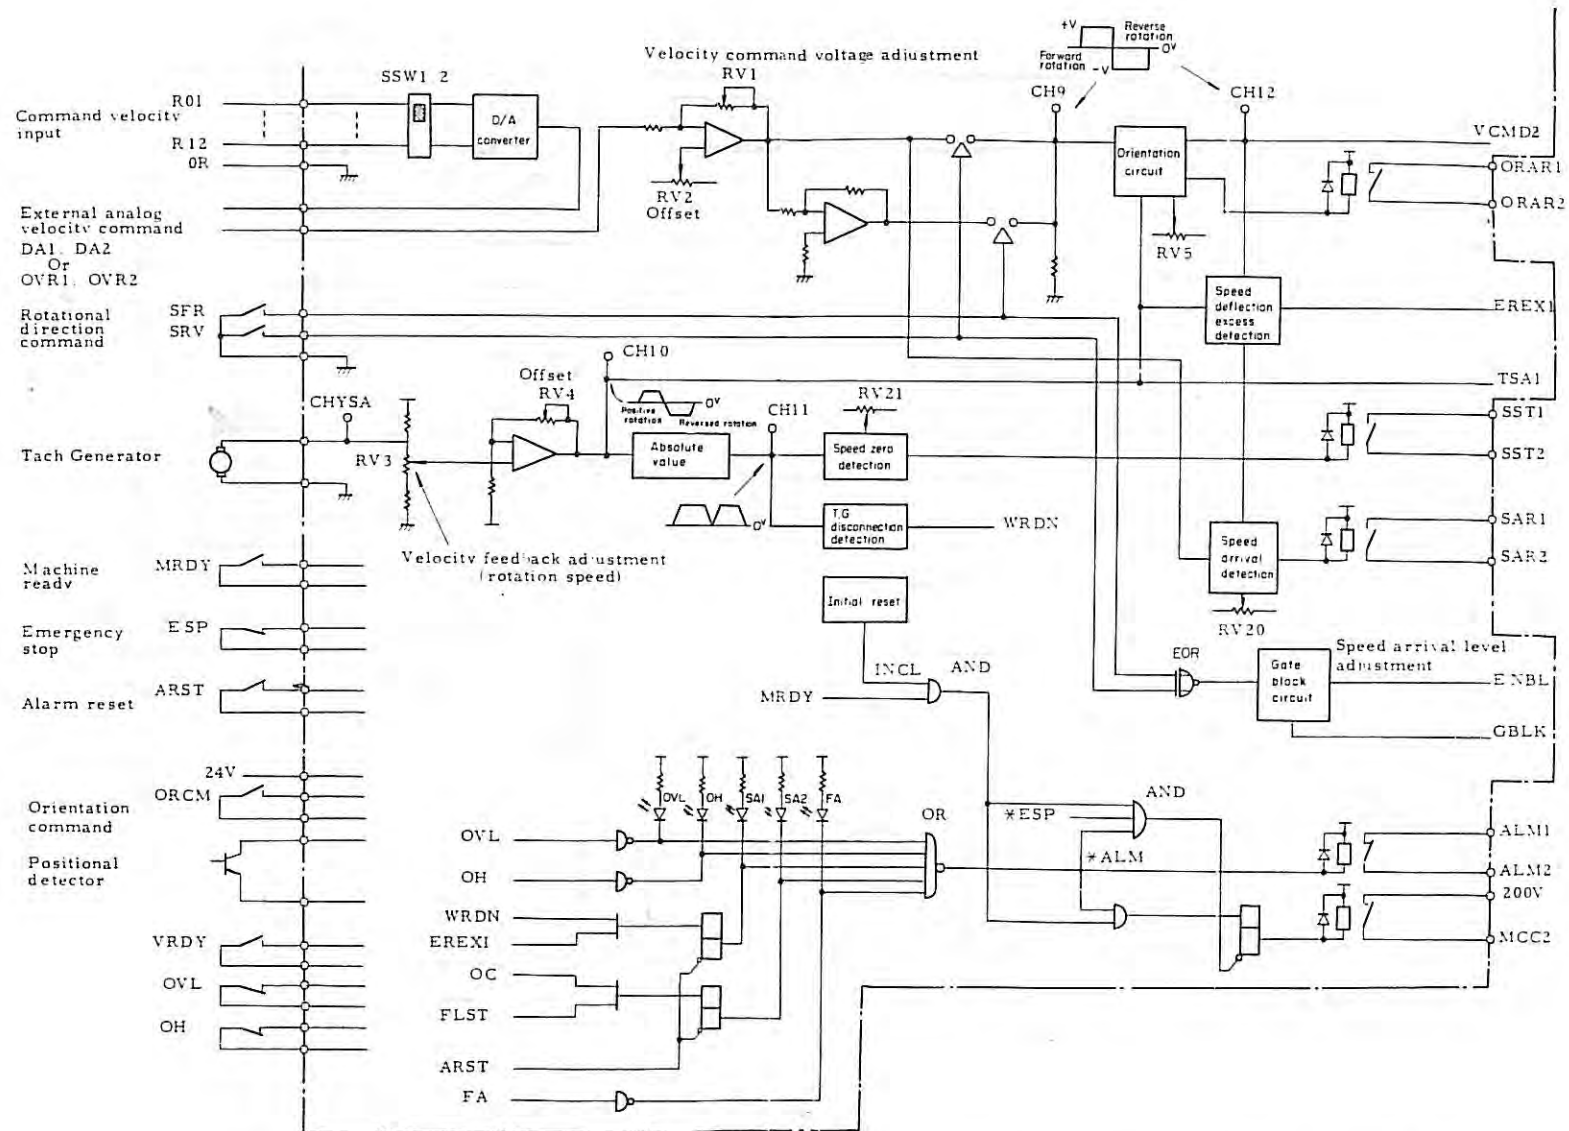 +V
Reverse rotation
0V
Forward rotation
-V
Velocity command voltage adjustment
RV1
SSW1 2
CH9
CH12
Command velocity input
R01
R12
0R
D/A converter
RV2
Offset
Orientation circuit
VCMD2
ORAR1
ORAR2
RV5
External analog velocity command
DA1. DA2
Or
OVR1. OVR2
Rotational direction command
SFR
SRV
Speed deflection excess detection
EREX1
CH10
TSA1
Offset
RV4
Positive rotation
0V
Reversed rotation
CHYSA
CH11
RV21
SST1
SST2
Tach Generator
RV3
Absolute value
Speed zero detection
0V
T,G disconnection detection
WRDN
Velocity feedback adjustment
(rotation speed)
Speed arrival detection
SAR1
SAR2
RV20
Speed arrival level adjustment
Machine ready
MRDY
Emergency stop
ESP
Alarm reset
ARST
Initial reset
INCL
AND
MRDY
EOR
Gate block circuit
ENBL
GBLK
24V
Orientation command
ORCM
Positional detector
VRDY
OVL
OH
OVL
OH
SA1
SA2
FA
OVL
OH
WRDN
EREX1
OC
FLST
ARST
FA
OR
*ESP
AND
*ALM
ALM1
ALM2
200V
MCC2